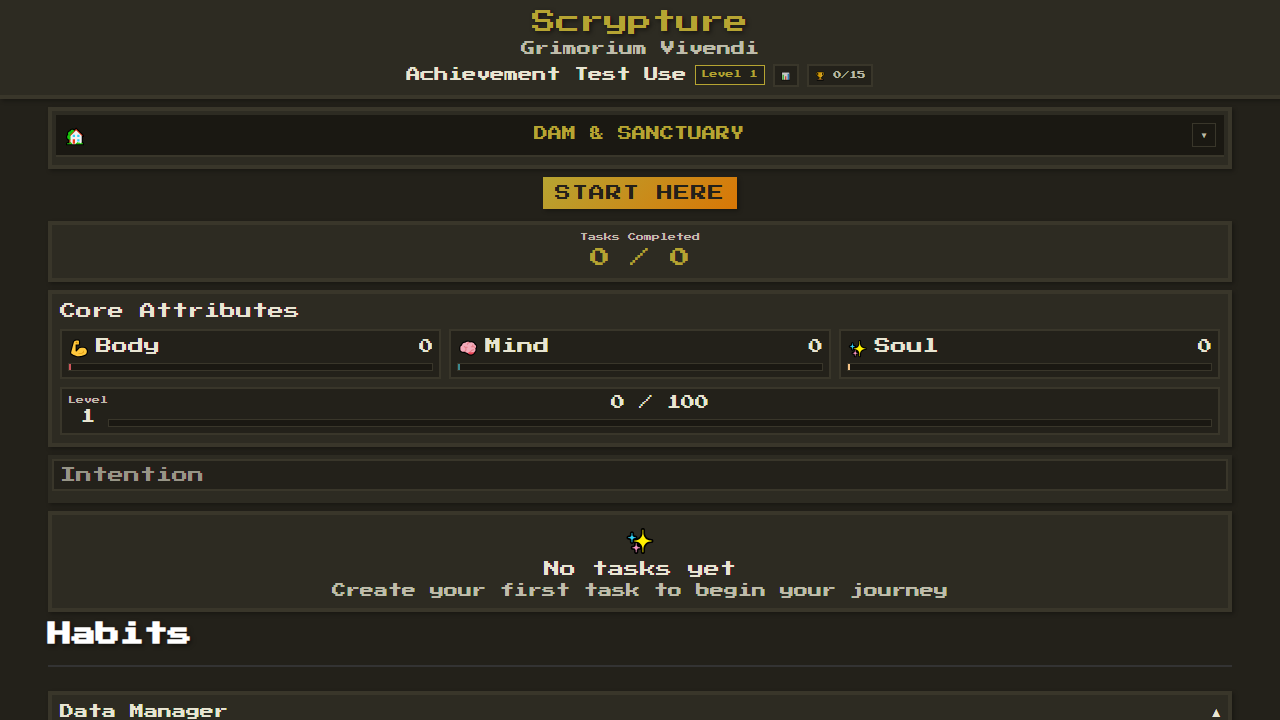 Scrypture
Grimorium Vivendi
Achievement Test Use Level 1 0/15
DAM & SANCTUARY
START HERE
Tasks Completed
0 / 0
Core Attributes
Body 0 Mind 0 Soul 0
Level 0 / 100
1
Intention
No tasks yet
Create your first task to begin your journey
Habits
Data Manager